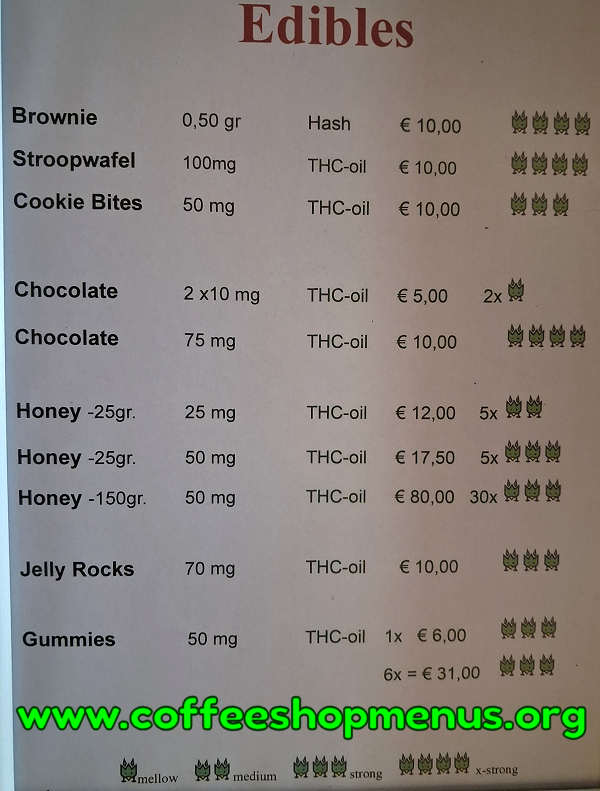 Edibles
Brownie 0,50 gr Hash € 10,00
Stroopwafel 100mg THC-oil € 10,00
Cookie Bites 50 mg THC-oil € 10,00
Chocolate 2 x10 mg THC-oil € 5,00 2x
Chocolate 75 mg THC-oil € 10,00
Honey -25gr. 25 mg THC-oil € 12,00 5x
Honey -25gr. 50 mg THC-oil € 17,50 5x
Honey -150gr. 50 mg THC-oil € 80,00 30x
Jelly Rocks 70 mg THC-oil € 10,00
Gummies 50 mg THC-oil 1x € 6,00
6x = € 31,00
www.coffeeshopmenus.org
mellow medium strong x-strong